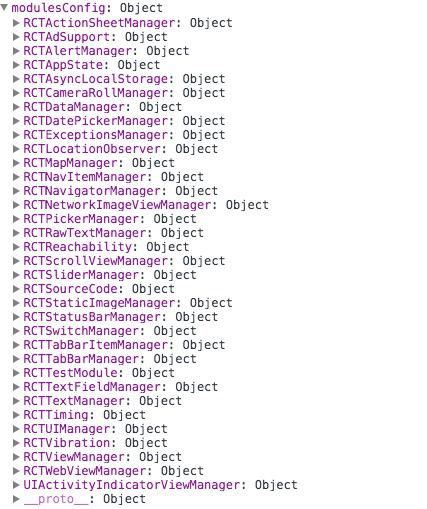 modulesConfig: Object
RCTActionSheetManager: Object
RCTAdSupport: Object
RCTAlertManager: Object
RCTAppState: Object
RCTAsyncLocalStorage: Object
RCTCameraRollManager: Object
RCTDataManager: Object
RCTDatePickerManager: Object
RCTExceptionsManager: Object
RCTLocationObserver: Object
RCTMapManager: Object
RCTNavItemManager: Object
RCTNavigatorManager: Object
RCTNetworkImageViewManager: Object
RCTPickerManager: Object
RCTRawTextManager: Object
RCTReachability: Object
RCTScrollViewManager: Object
RCTSliderManager: Object
RCTSourceCode: Object
RCTStaticImageManager: Object
RCTStatusBarManager: Object
RCTSwitchManager: Object
RCTTabBarItemManager: Object
RCTTabBarManager: Object
RCTTestModule: Object
RCTTextFieldManager: Object
RCTTextManager: Object
RCTTiming: Object
RCTUIManager: Object
RCTVibration: Object
RCTViewManager: Object
RCTWebViewManager: Object
UIActivityIndicatorViewManager: Object
__proto__: Object